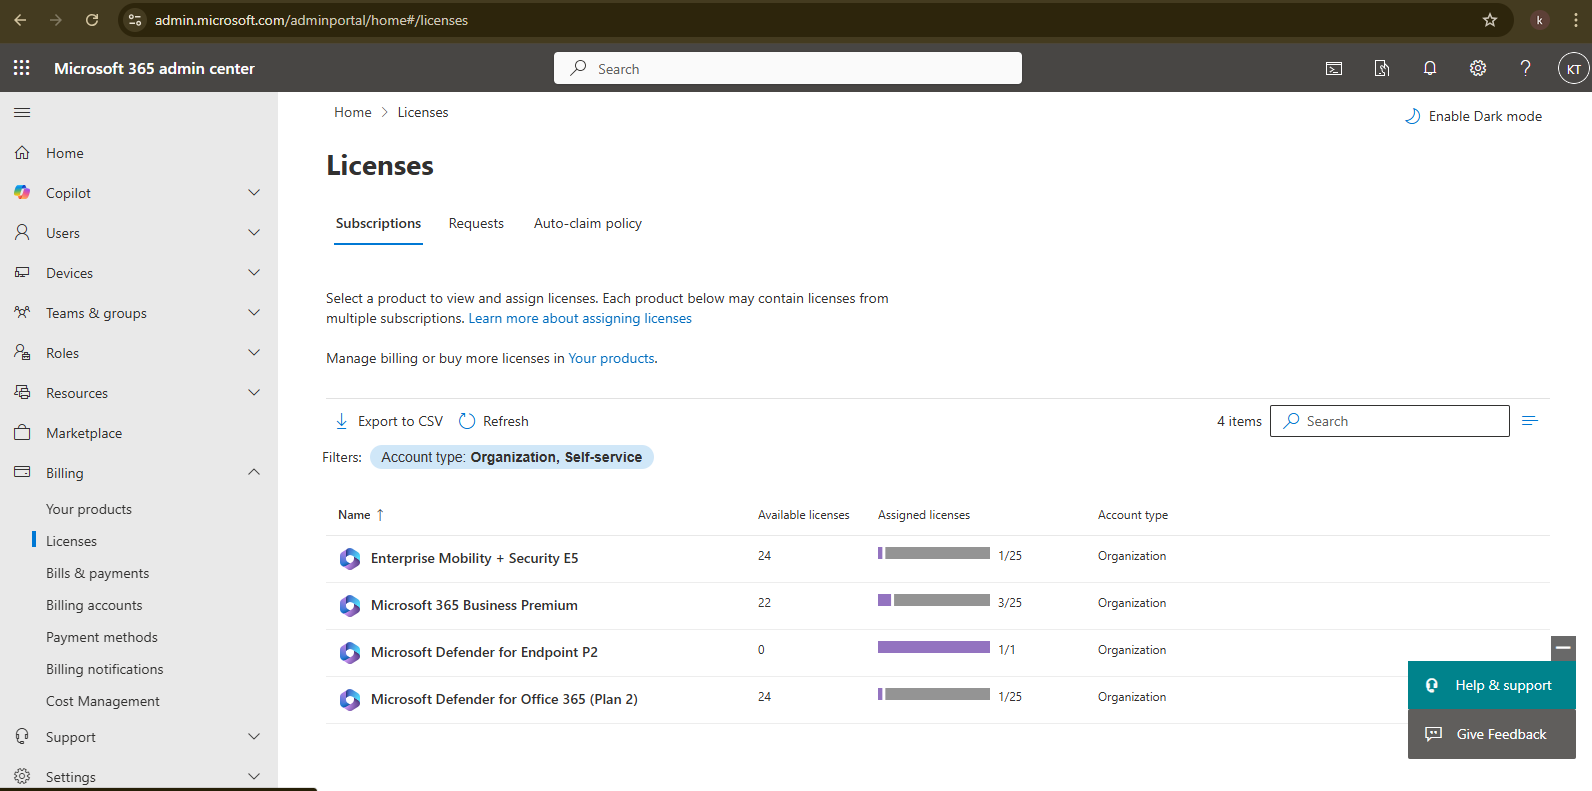 admin.microsoft.com/adminportal/home#/licenses
k
Microsoft 365 admin center
Search
KT
Home
Copilot
Users
Devices
Teams & groups
Roles
Resources
Marketplace
Billing
Your products
Licenses
Bills & payments
Billing accounts
Payment methods
Billing notifications
Cost Management
Support
Settings
Home > Licenses
Enable Dark mode
Licenses
Subscriptions Requests Auto-claim policy
Select a product to view and assign licenses. Each product below may contain licenses from
multiple subscriptions. Learn more about assigning licenses
Manage billing or buy more licenses in Your products.
Export to CSV Refresh 4 items Search
Filters: Account type: Organization, Self-service
Name ↑ Available licenses Assigned licenses Account type
Enterprise Mobility + Security E5 24 1/25 Organization
Microsoft 365 Business Premium 22 3/25 Organization
Microsoft Defender for Endpoint P2 0 1/1 Organization
Microsoft Defender for Office 365 (Plan 2) 24 1/25 Organization
Help & support
Give Feedback